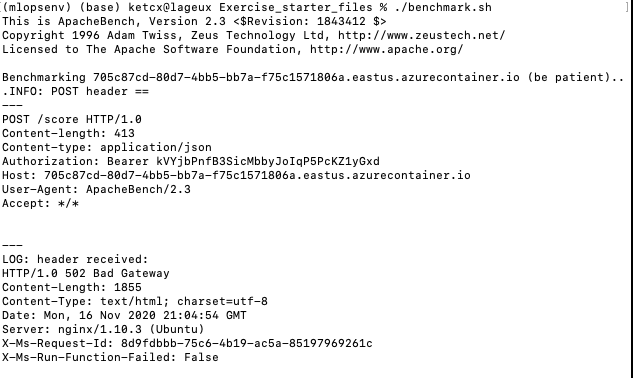 (mlopsenv) (base) ketcx@lageux Exercise_starter_files % ./benchmark.sh
This is ApacheBench, Version 2.3 <$Revision: 1843412 $>
Copyright 1996 Adam Twiss, Zeus Technology Ltd, http://www.zeustech.net/
Licensed to The Apache Software Foundation, http://www.apache.org/
Benchmarking 705c87cd-80d7-4bb5-bb7a-f75c1571806a.eastus.azurecontainer.io (be patient)..
.INFO: POST header ==
---
POST /score HTTP/1.0
Content-length: 413
Content-type: application/json
Authorization: Bearer kVYjbPnfB3SicMbbyJoIqP5PcKZ1yGxd
Host: 705c87cd-80d7-4bb5-bb7a-f75c1571806a.eastus.azurecontainer.io
User-Agent: ApacheBench/2.3
Accept: */*
---
LOG: header received:
HTTP/1.0 502 Bad Gateway
Content-Length: 1855
Content-Type: text/html; charset=utf-8
Date: Mon, 16 Nov 2020 21:04:54 GMT
Server: nginx/1.10.3 (Ubuntu)
X-Ms-Request-Id: 8d9fdbbb-75c6-4b19-ac5a-85197969261c
X-Ms-Run-Function-Failed: False